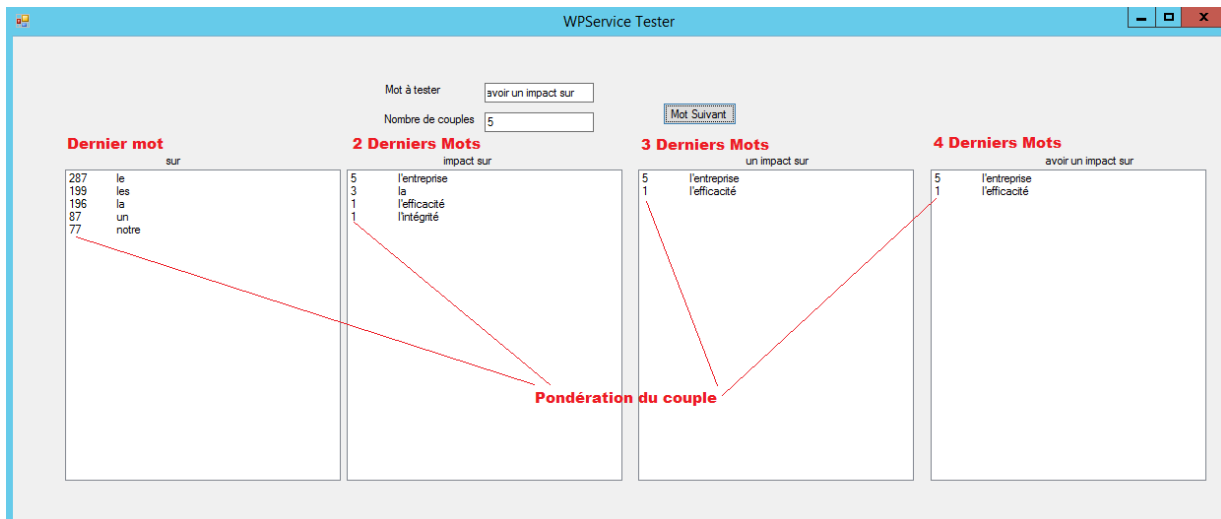 WPService Tester
Mot à tester avoir un impact sur
Nombre de couples 5
Mot Suivant
Dernier mot
sur
287 le
199 les
196 la
87 un
77 notre
2 Derniers Mots
impact sur
5 l'entreprise
3 la
1 l'efficacité
1 l'intégrité
3 Derniers Mots
un impact sur
5 l'entreprise
1 l'efficacité
4 Derniers Mots
avoir un impact sur
5 l'entreprise
1 l'efficacité
Pondération du couple